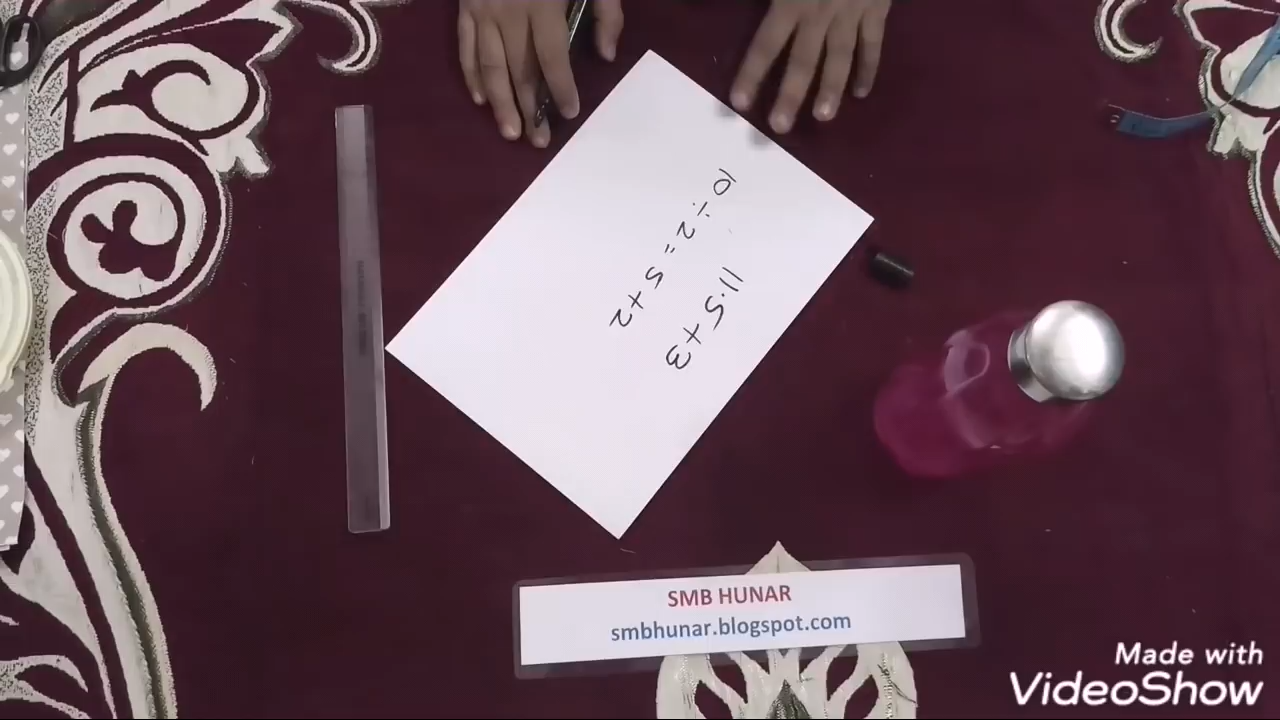 10 ÷ 2 = 5 + 2
11.5 + 3
SMB HUNAR
smbhunar.blogspot.com
Made with
VideoShow